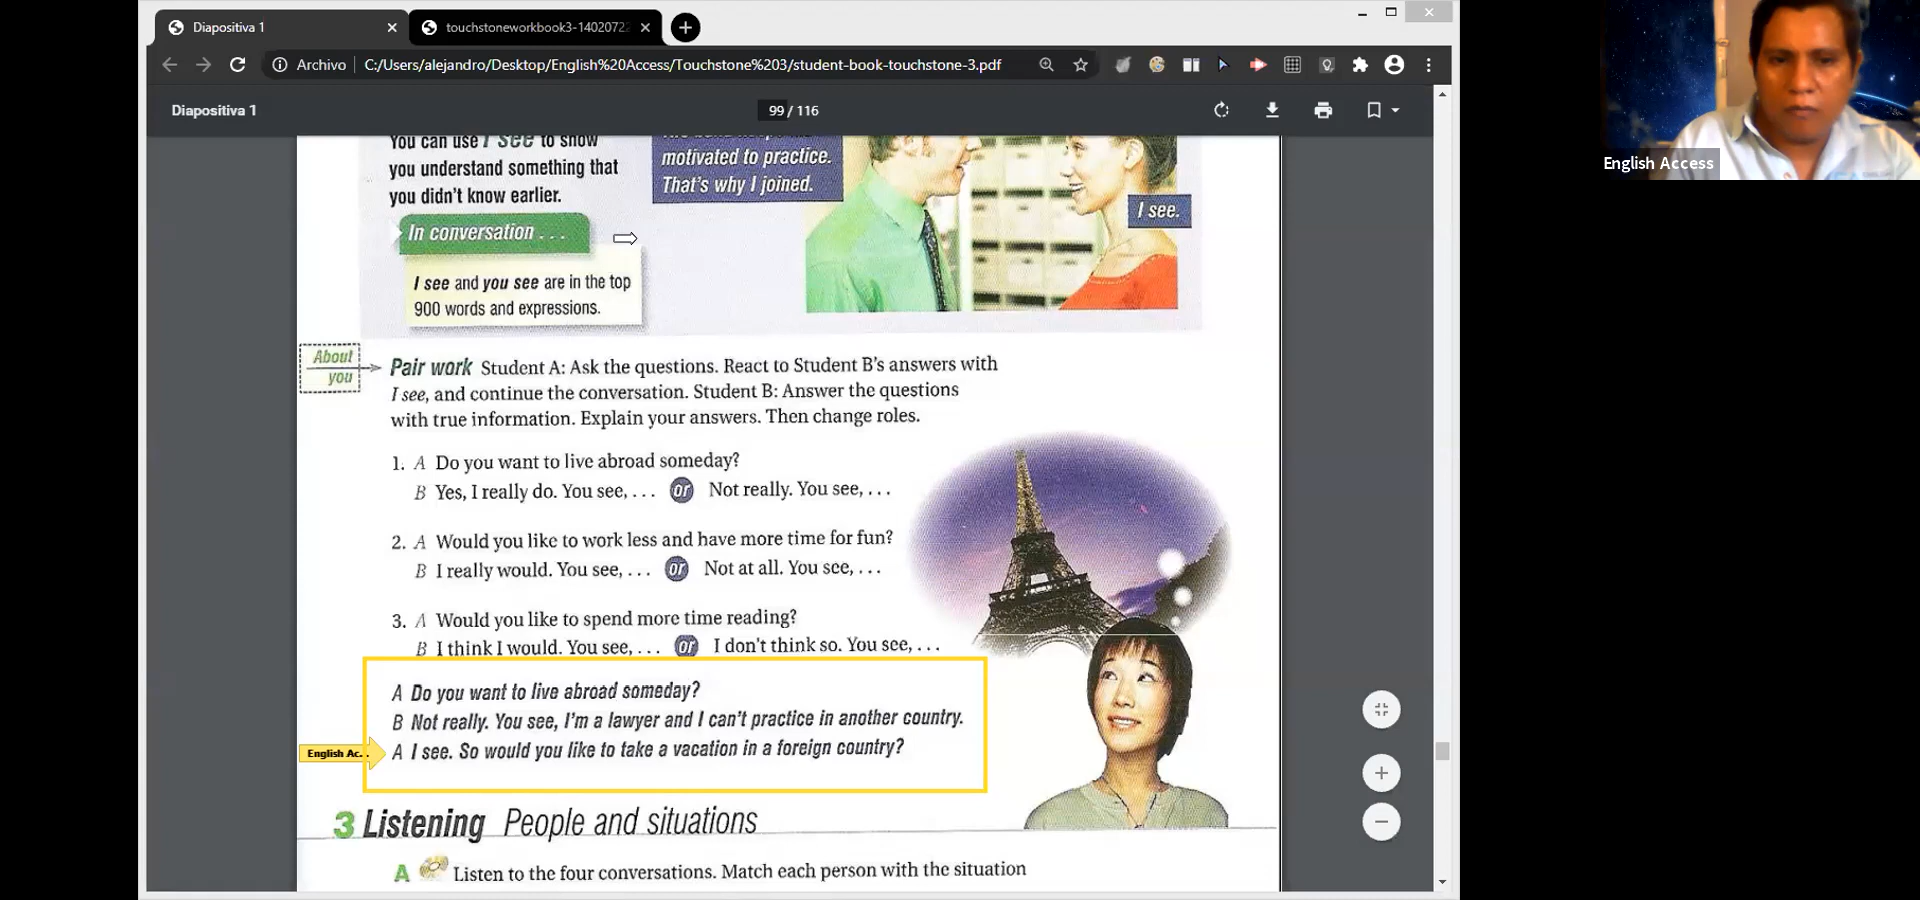 Diapositiva 1
touchstoneworkbook3-1402072
Archivo
C:/Users/alejandro/Desktop/English%20Access/Touchstone%203/student-book-touchstone-3.pdf
Diapositiva 1
99 / 116
English Access
You can use I see to show
you understand something that
you didn't know earlier.
motivated to practice.
That's why I joined.
I see.
In conversation . . .
I see and you see are in the top
900 words and expressions.
About
you
Pair work Student A: Ask the questions. React to Student B's answers with
I see, and continue the conversation. Student B: Answer the questions
with true information. Explain your answers. Then change roles.
1. A Do you want to live abroad someday?
B Yes, I really do. You see, . . . or Not really. You see, . . .
2. A Would you like to work less and have more time for fun?
B I really would. You see, . . . or Not at all. You see, . . .
3. A Would you like to spend more time reading?
B I think I would. You see, . . . or I don't think so. You see, . . .
A Do you want to live abroad someday?
B Not really. You see, I'm a lawyer and I can't practice in another country.
English Ac...
A I see. So would you like to take a vacation in a foreign country?
3 Listening People and situations
A Listen to the four conversations. Match each person with the situation